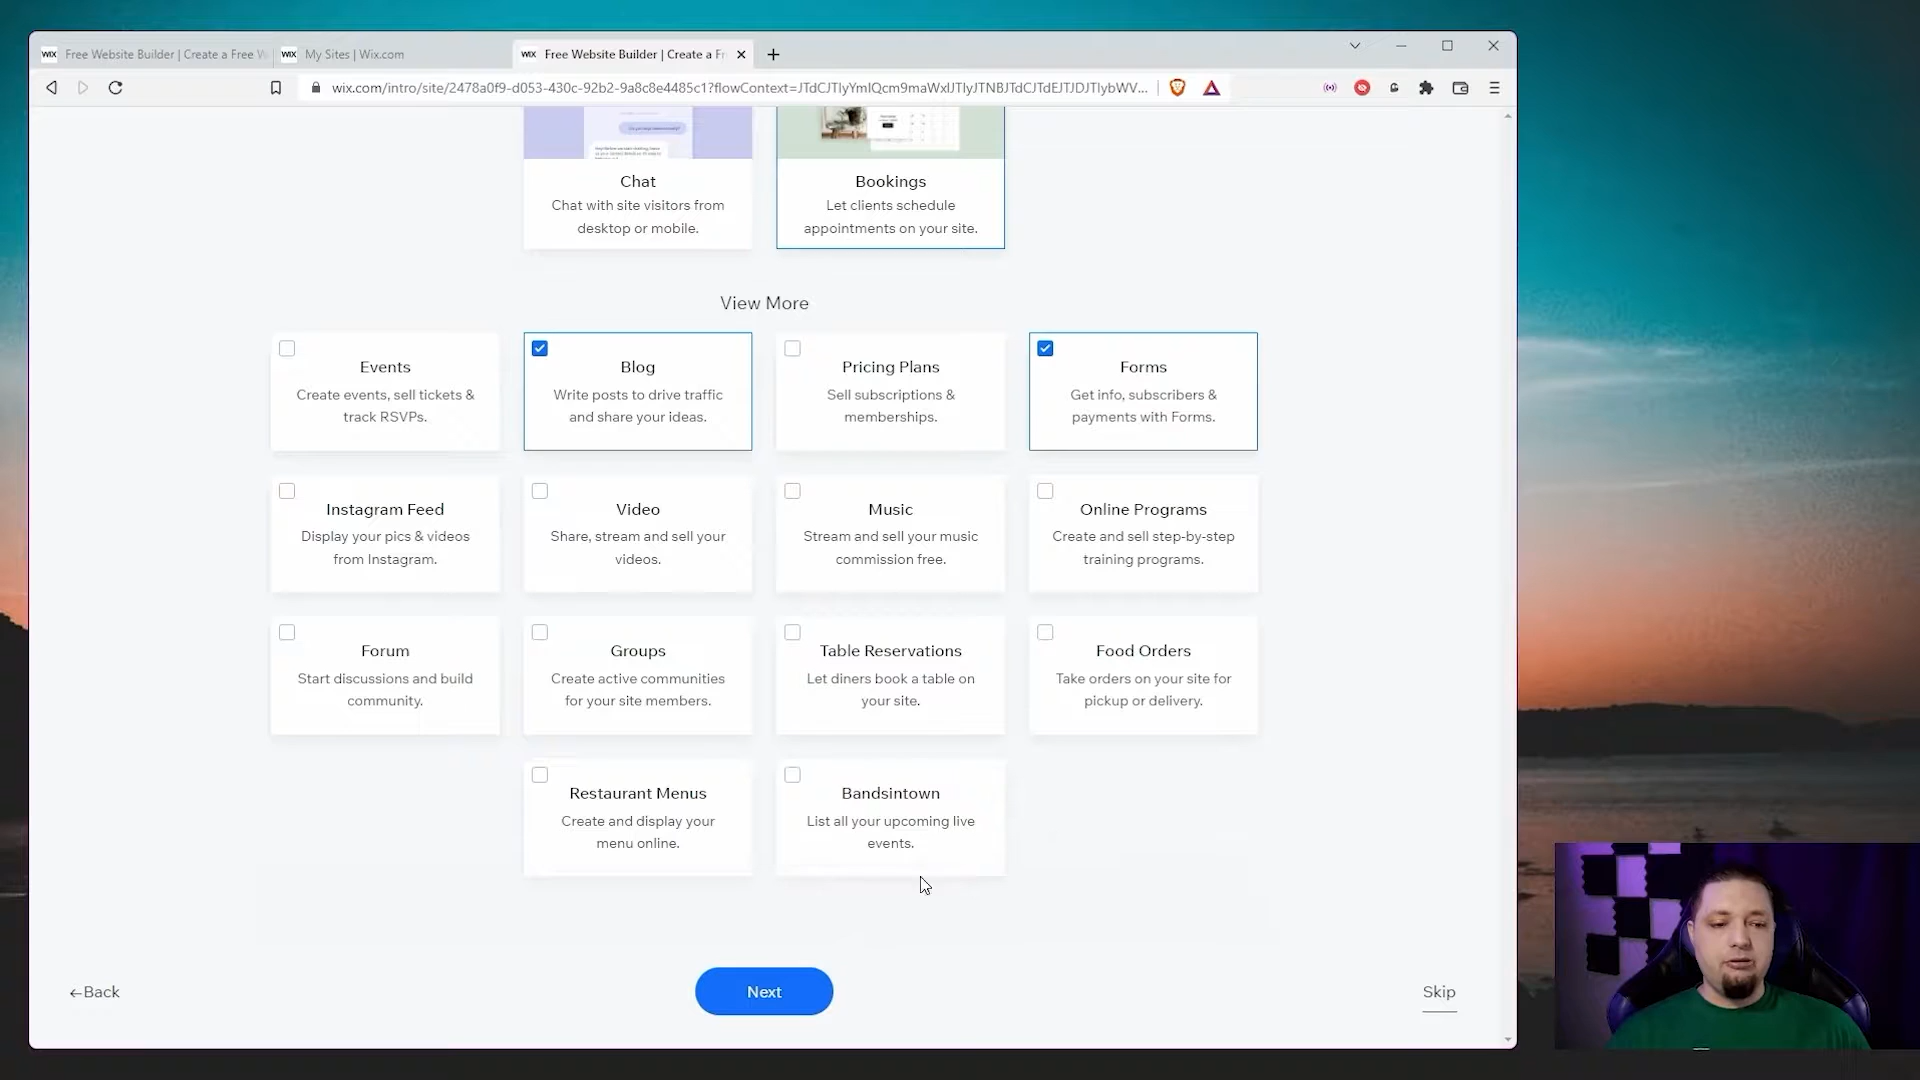 WIX Free Website Builder | Create a Free W
WIX My Sites | Wix.com
WIX Free Website Builder | Create a Fr
wix.com/intro/site/2478a0f9-d053-430c-92b2-9a8c8e4485c1?flowContext=JTdCJTIyYmlQcm9maWxlJTIyJTNBJTdCJTdEJTJDJTIybWV...
Chat
Chat with site visitors from
desktop or mobile.
Bookings
Let clients schedule
appointments on your site.
View More
Events
Create events, sell tickets &
track RSVPs.
Blog
Write posts to drive traffic
and share your ideas.
Pricing Plans
Sell subscriptions &
memberships.
Forms
Get info, subscribers &
payments with Forms.
Instagram Feed
Display your pics & videos
from Instagram.
Video
Share, stream and sell your
videos.
Music
Stream and sell your music
commission free.
Online Programs
Create and sell step-by-step
training programs.
Forum
Start discussions and build
community.
Groups
Create active communities
for your site members.
Table Reservations
Let diners book a table on
your site.
Food Orders
Take orders on your site for
pickup or delivery.
Restaurant Menus
Create and display your
menu online.
Bandsintown
List all your upcoming live
events.
←Back
Next
Skip